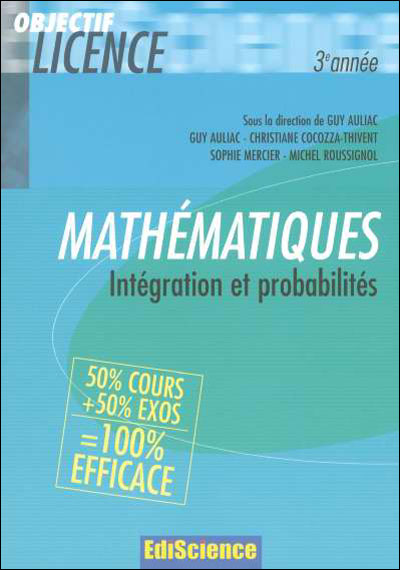 OBJECTIF
LICENCE
3e année
Sous la direction de GUY AULIAC
GUY AULIAC - CHRISTIANE COCOZZA-THIVENT
SOPHIE MERCIER - MICHEL ROUSSIGNOL
MATHÉMATIQUES
Intégration et probabilités
50% COURS
+50% EXOS
=100%
EFFICACE
EdiScience